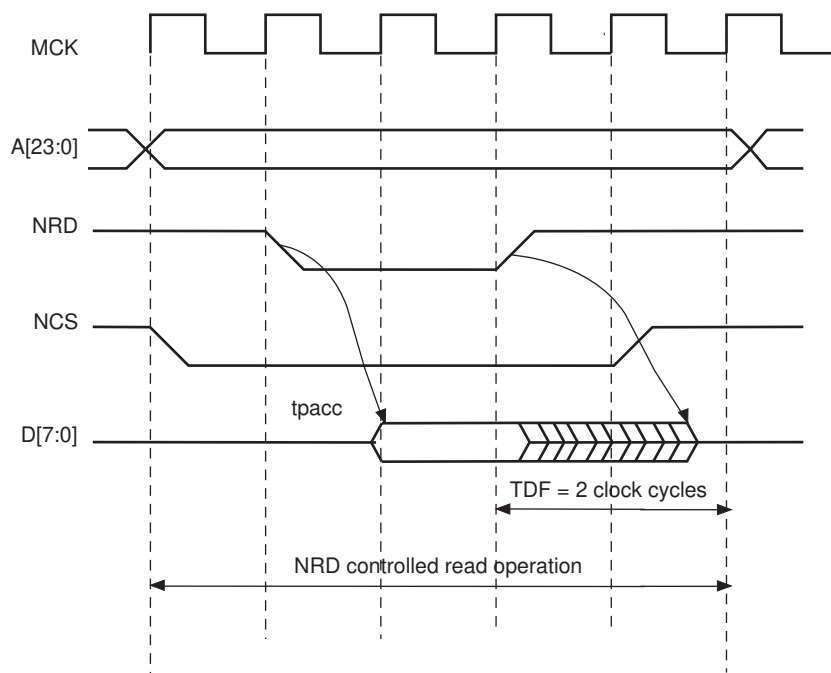 MCK
A[23:0]
NRD
NCS
tpacc
D[7:0]
TDF = 2 clock cycles
NRD controlled read operation